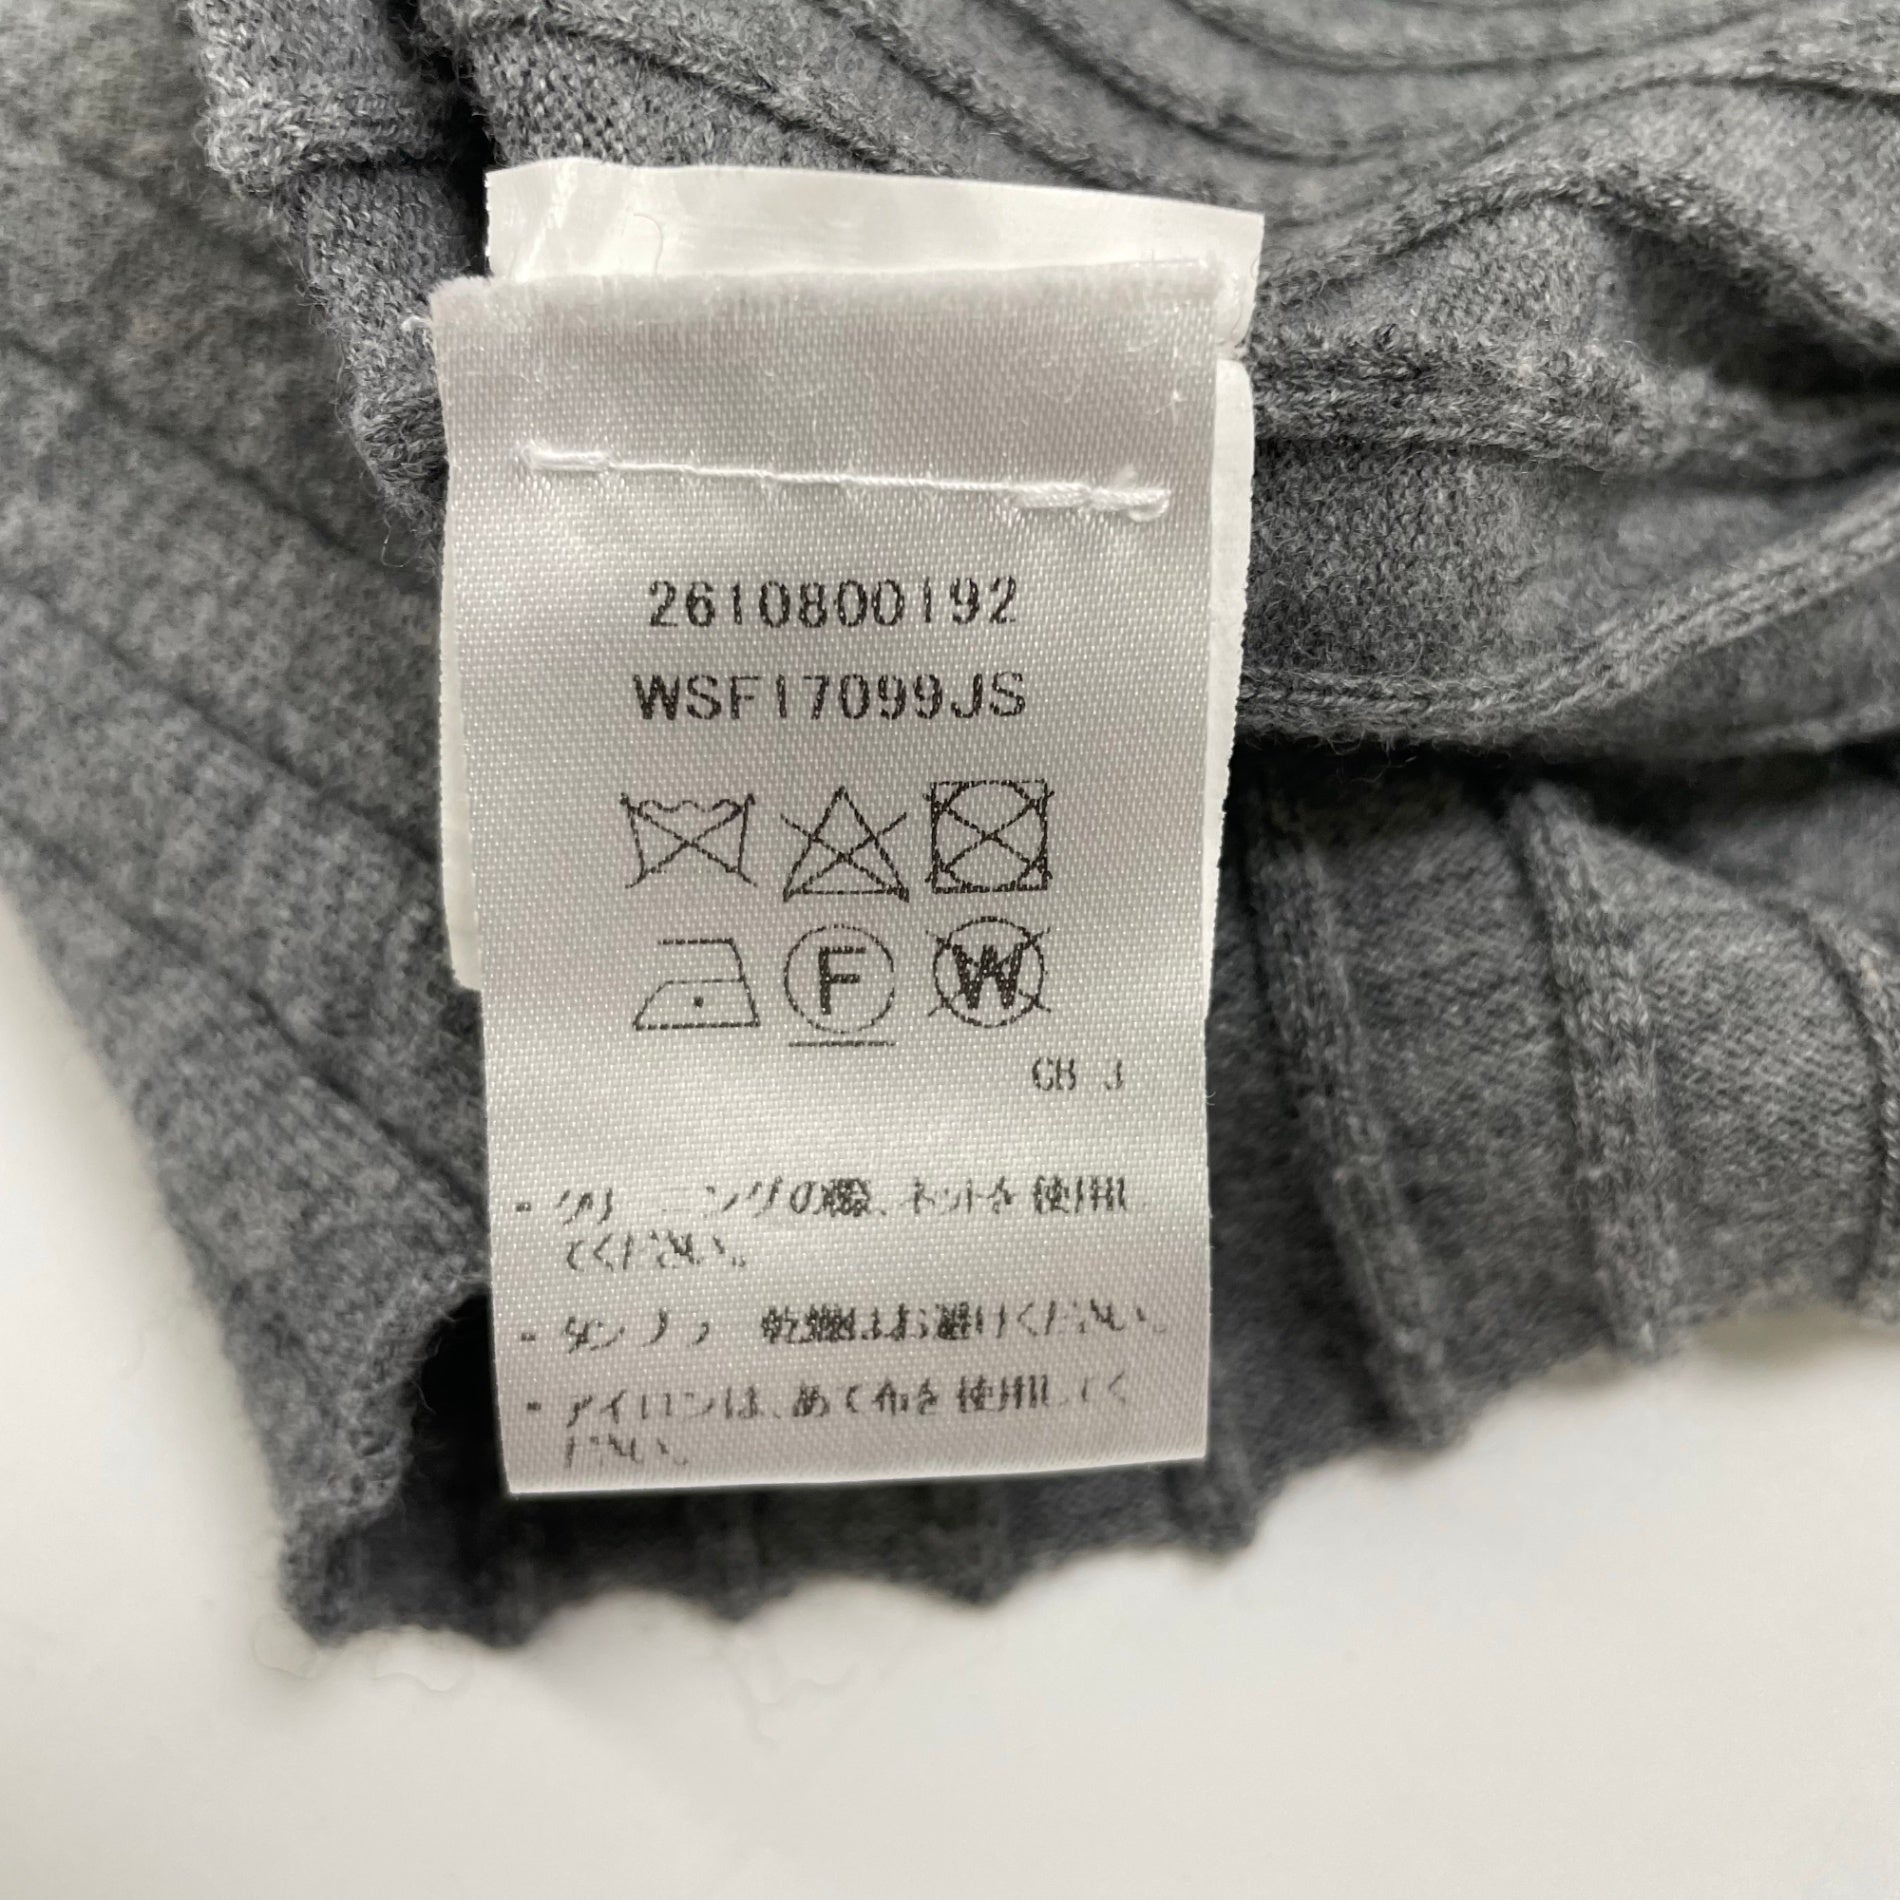 2610800192
WSF17099JS
F W
GH J
・クリーニングの際、ネットを使用し
てください。
・タンブラー乾燥はお避けください。
・アイロンは、あて布を使用してく
ださい。